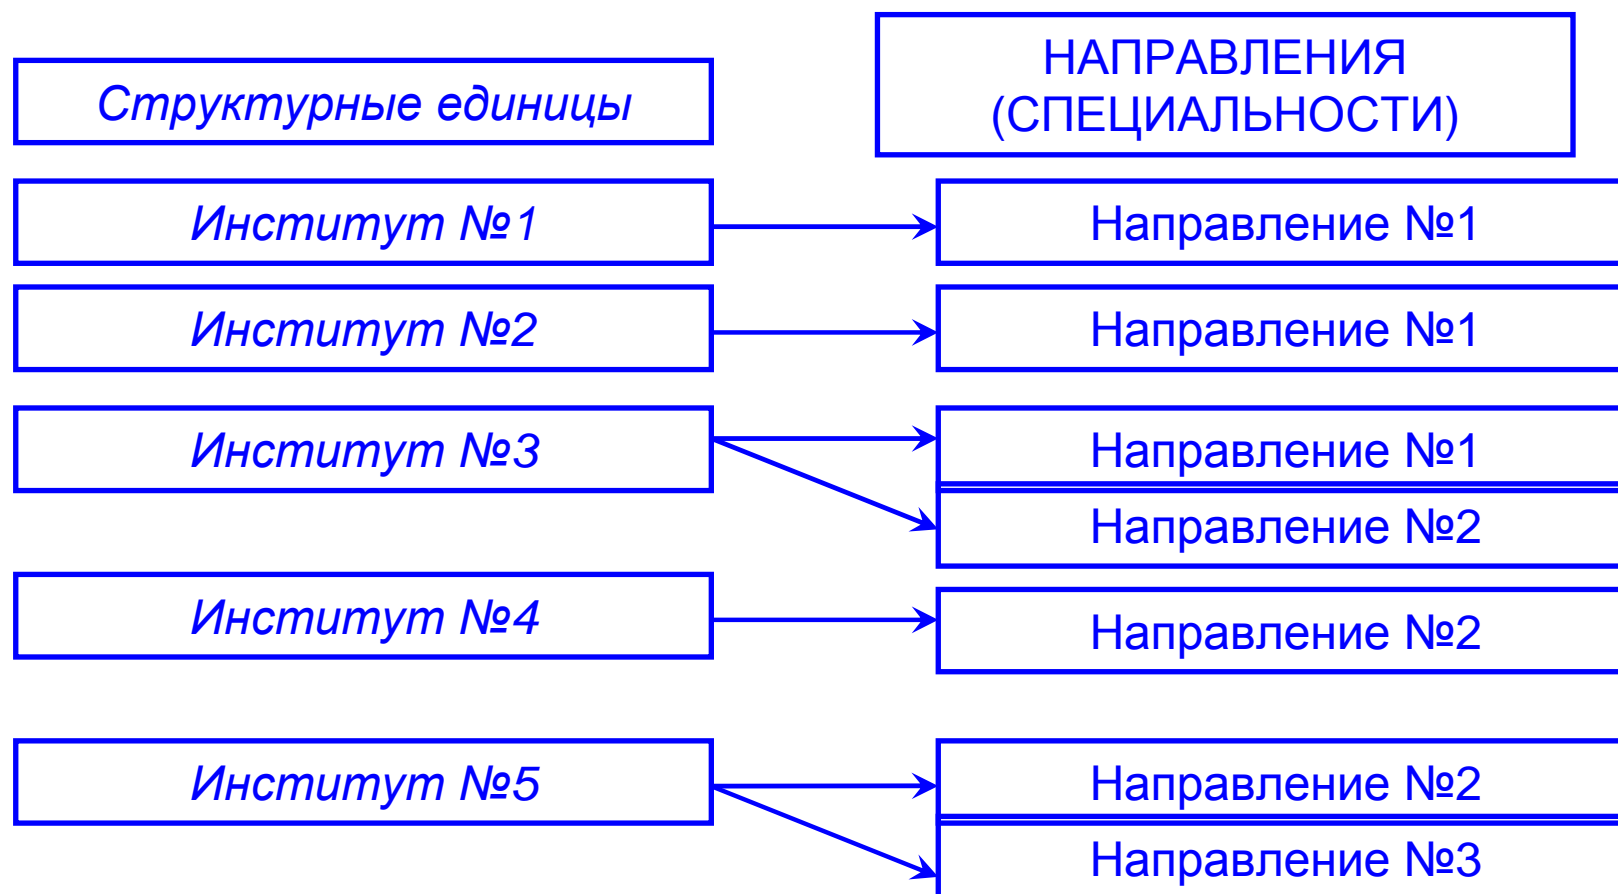 Структурные единицы
НАПРАВЛЕНИЯ
(СПЕЦИАЛЬНОСТИ)
Институт №1
Направление №1
Институт №2
Направление №1
Институт №3
Направление №1
Направление №2
Институт №4
Направление №2
Институт №5
Направление №2
Направление №3